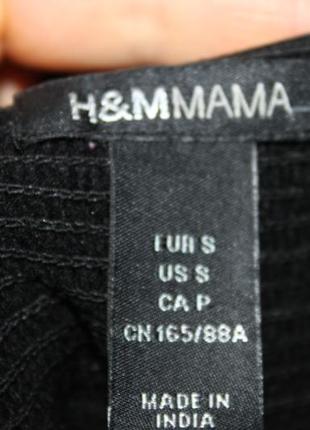 H&MMAMA
EUR S
US S
CA P
CN 165/88A
MADE IN
INDIA